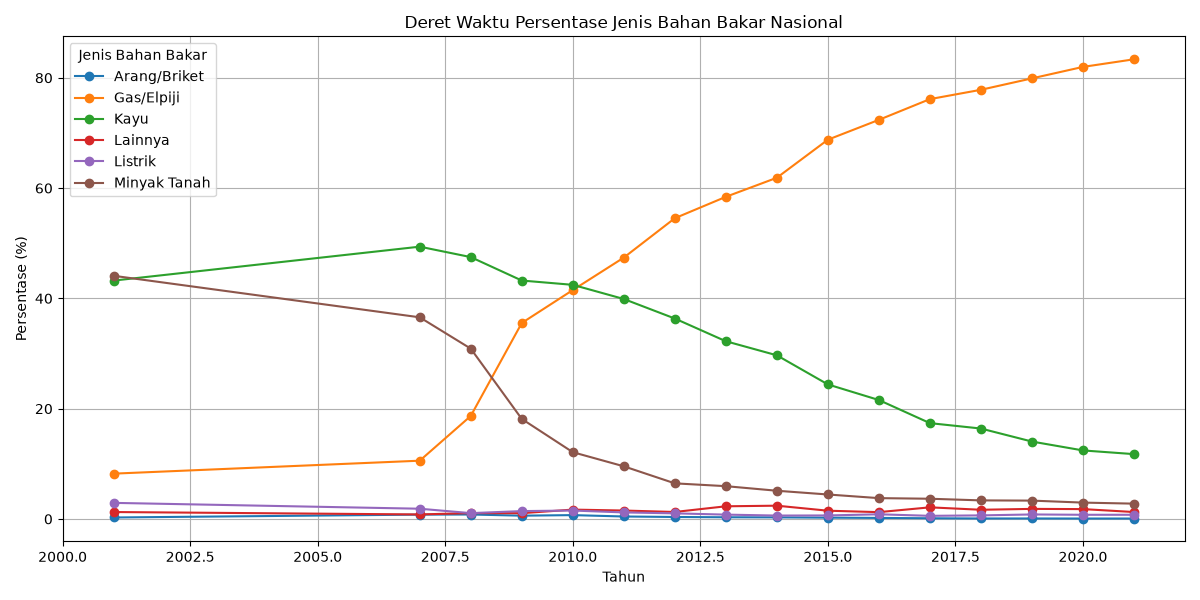 Deret Waktu Persentase Jenis Bahan Bakar Nasional
Jenis Bahan Bakar
Arang/Briket
Gas/Elpiji
Kayu
Lainnya
Listrik
Minyak Tanah
Persentase (%)
80
60
40
20
0
2000.0 2002.5 2005.0 2007.5 2010.0 2012.5 2015.0 2017.5 2020.0
Tahun